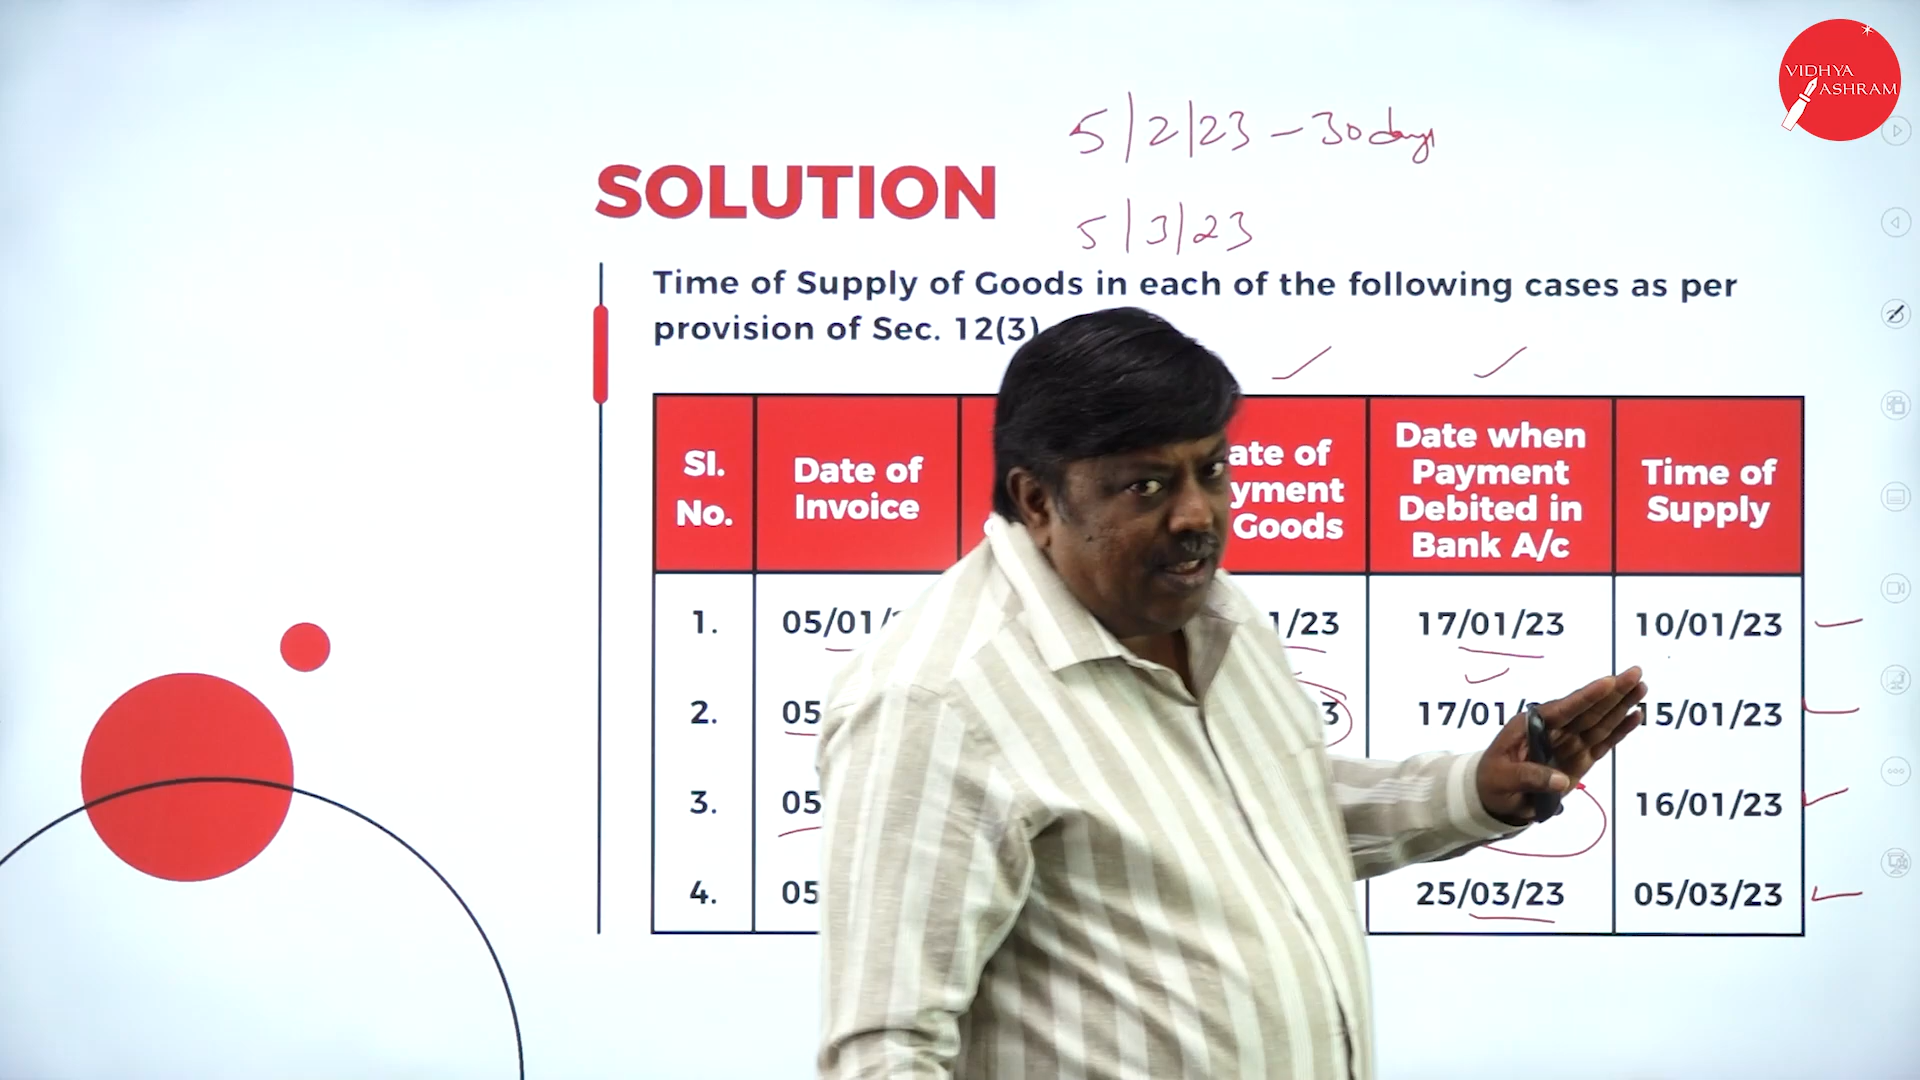 VIDHYA
ASHRAM
5/2/23 - 30 days
SOLUTION
5/3/23
Time of Supply of Goods in each of the following cases as per
provision of Sec. 12(3)
Sl.
No.
Date of
Invoice
Goods
Date when
Payment
Debited in
Bank A/c
Time of
Supply
1. 05/01/ 1/23 17/01/23 10/01/23
2. 05 3 17/01/ 15/01/23
3. 05 16/01/23
4. 05 25/03/23 05/03/23